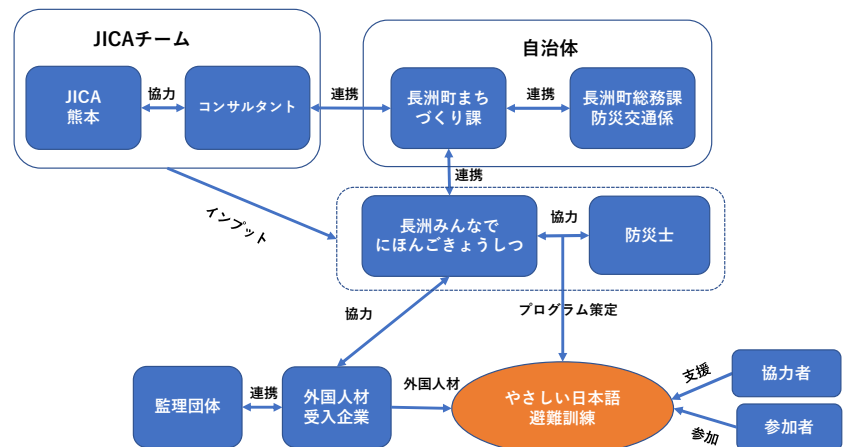 JICAチーム
自治体
JICA
熊本
協力
コンサルタント
連携
長洲町まち
づくり課
連携
長洲町総務課
防災交通係
連携
インプット
長洲みんなで
にほんごきょうしつ
協力
防災士
協力
プログラム策定
監理団体
連携
外国人材
受入企業
外国人材
やさしい日本語
避難訓練
支援
協力者
参加
参加者